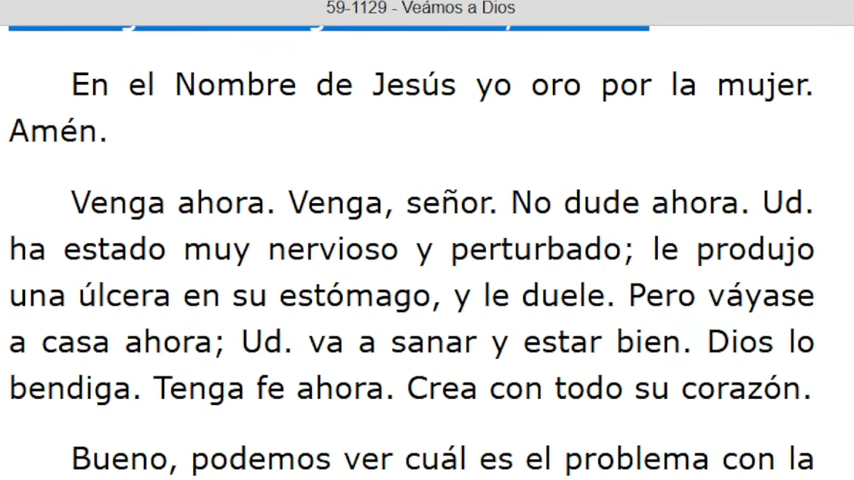 59-1129 - Veámos a Dios
En el Nombre de Jesús yo oro por la mujer.
Amén.
Venga ahora. Venga, señor. No dude ahora. Ud.
ha estado muy nervioso y perturbado; le produjo
una úlcera en su estómago, y le duele. Pero váyase
a casa ahora; Ud. va a sanar y estar bien. Dios lo
bendiga. Tenga fe ahora. Crea con todo su corazón.
Bueno, podemos ver cuál es el problema con la